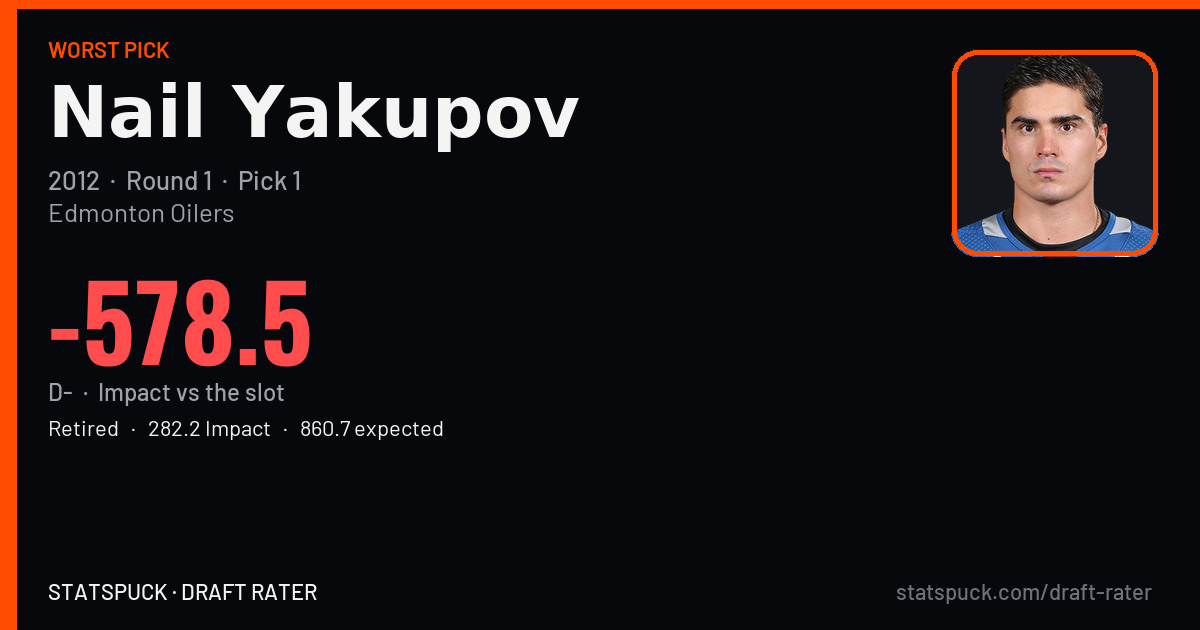 WORST PICK
Nail Yakupov
2012 · Round 1 · Pick 1
Edmonton Oilers
-578.5
D- · Impact vs the slot
Retired · 282.2 Impact · 860.7 expected
STATSPUCK · DRAFT RATER
statspuck.com/draft-rater